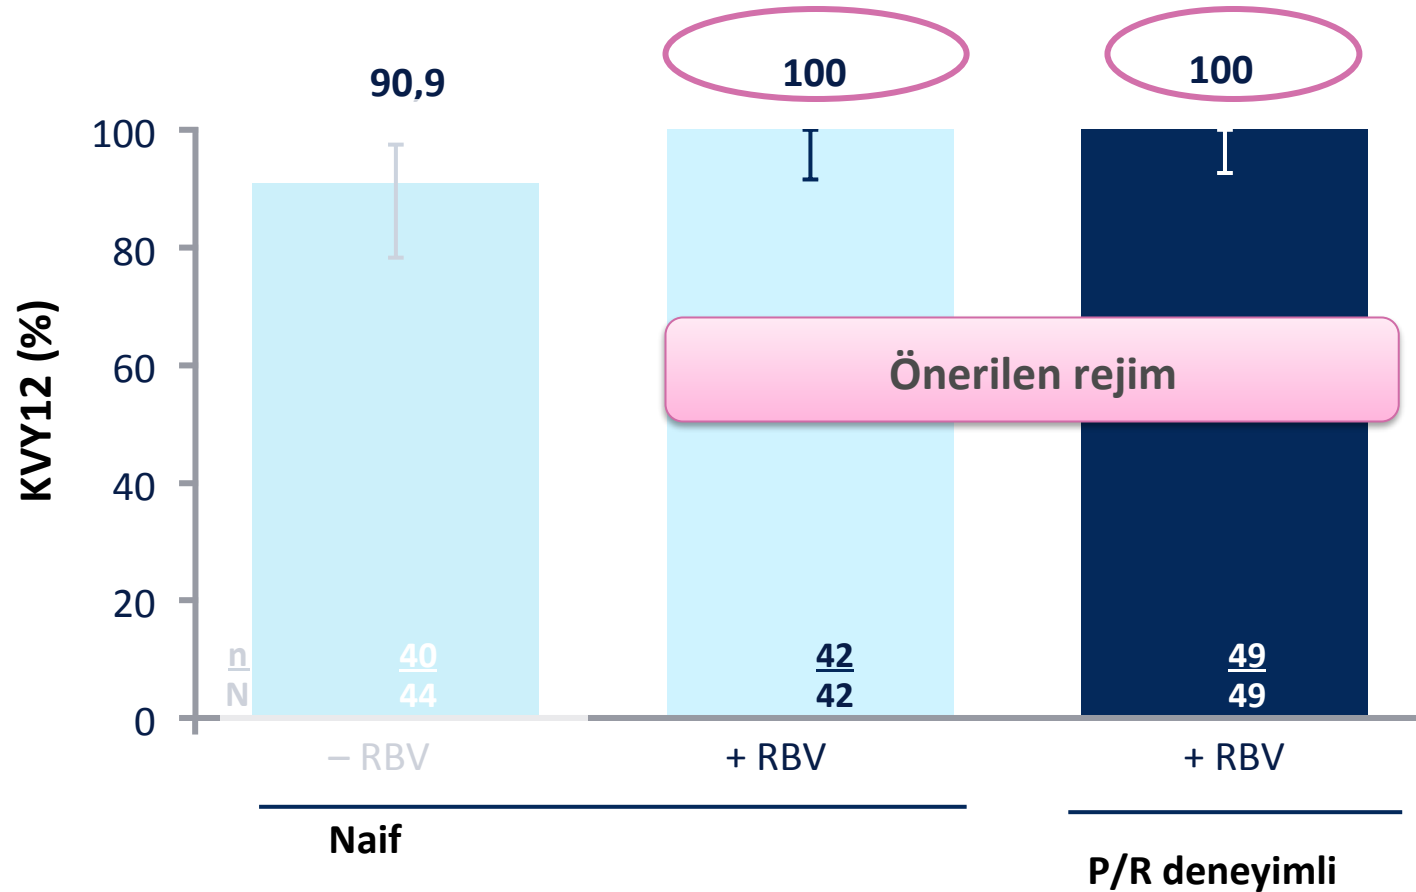 90,9
100
100
KVY12 (%)
100
80
60
40
20
0
Önerilen rejim
n
N
40
44
42
42
49
49
– RBV
+ RBV
+ RBV
Naif
P/R deneyimli